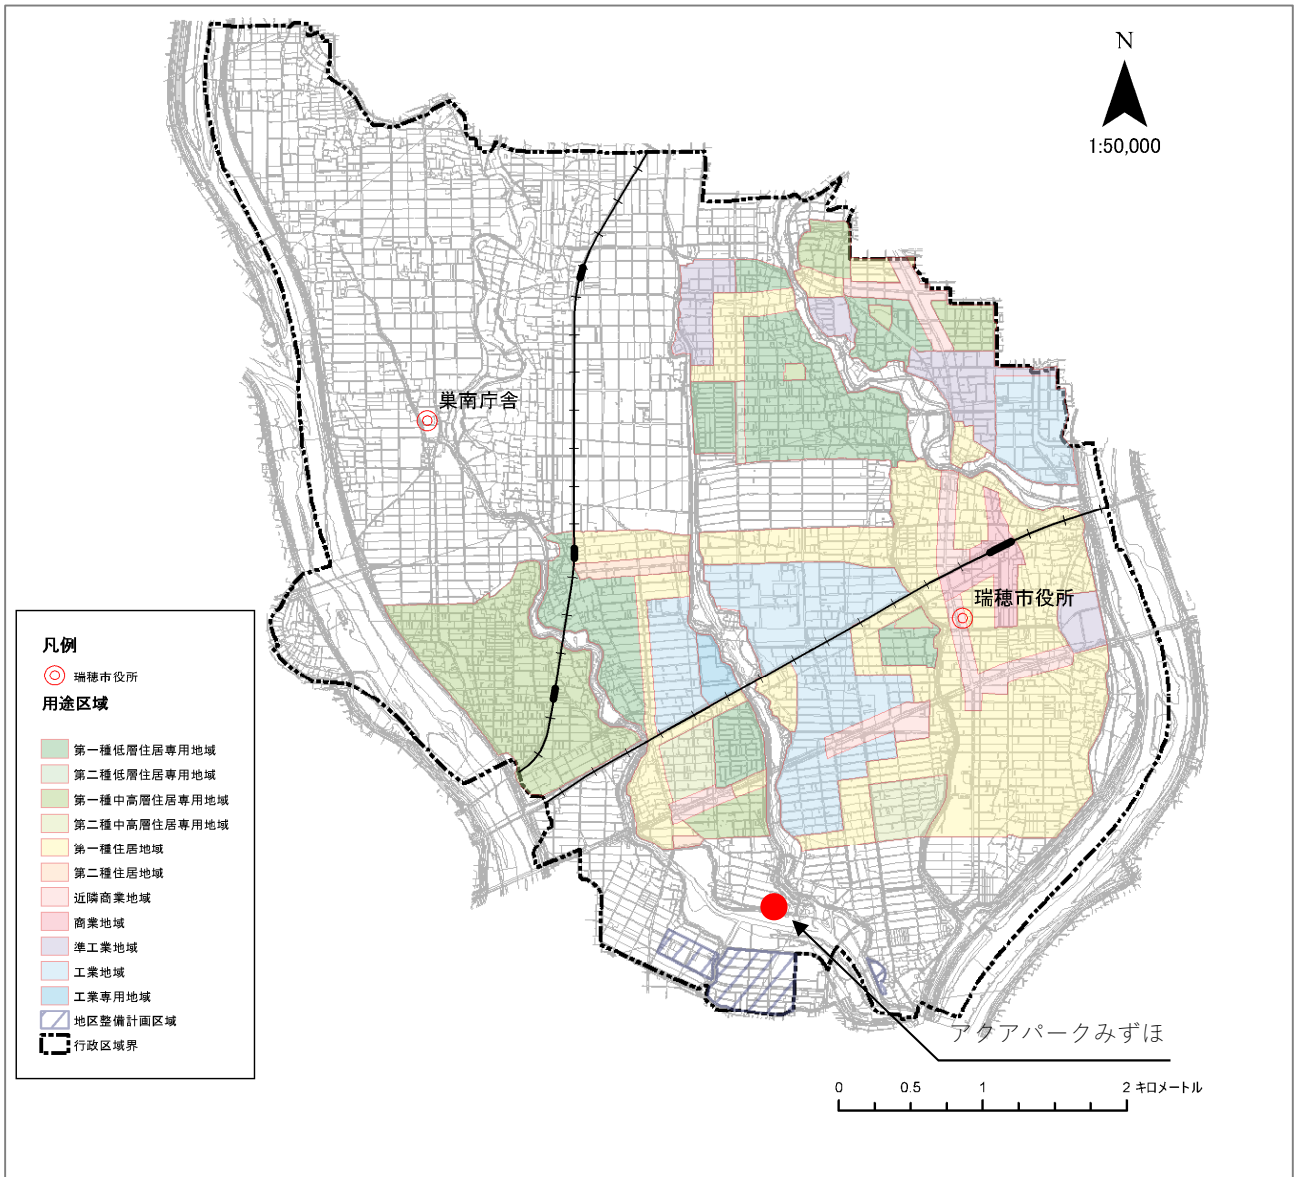 N
1:50,000
巣南庁舎
瑞穂市役所
凡例
瑞穂市役所
用途区域
第一種低層住居専用地域
第二種低層住居専用地域
第一種中高層住居専用地域
第二種中高層住居専用地域
第一種住居地域
第二種住居地域
近隣商業地域
商業地域
準工業地域
工業地域
工業専用地域
地区整備計画区域
行政区域界
アクアパークみずほ
0 0.5 1 2 キロメートル